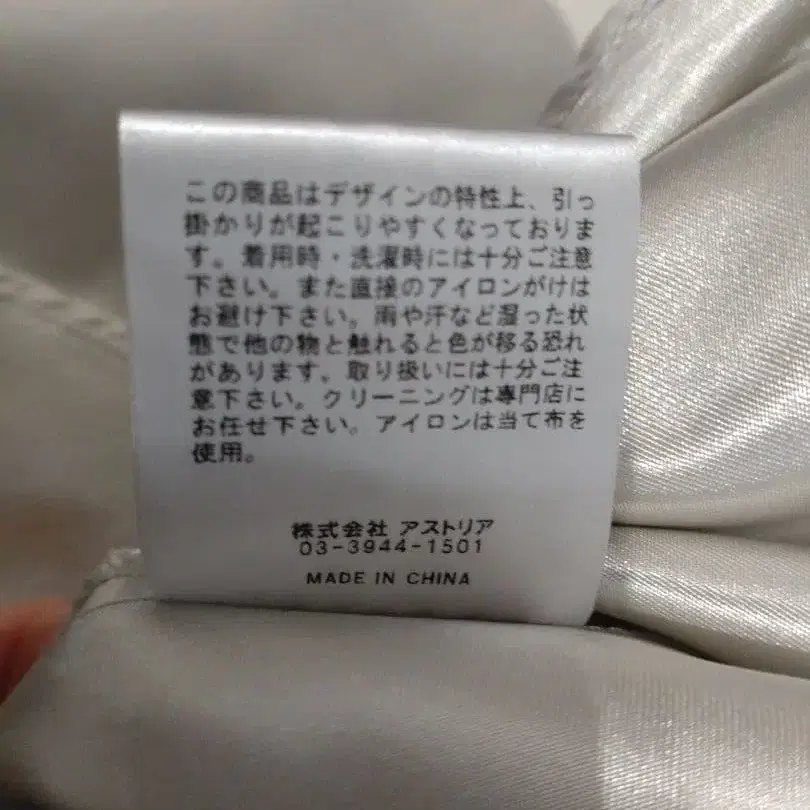 この商品はデザインの特性上、引っ
掛かりが起こりやすくなっておりま
す。着用時・洗濯時には十分ご注意
下さい。また直接のアイロンがけは
お避け下さい。雨や汗など湿った状
態で他の物と触れると色が移る恐れ
があります。取り扱いには十分ご注
意下さい。クリーニングは専門店に
お任せ下さい。アイロンは当て布を
使用。
株式会社 アストリア
03-3944-1501
MADE IN CHINA